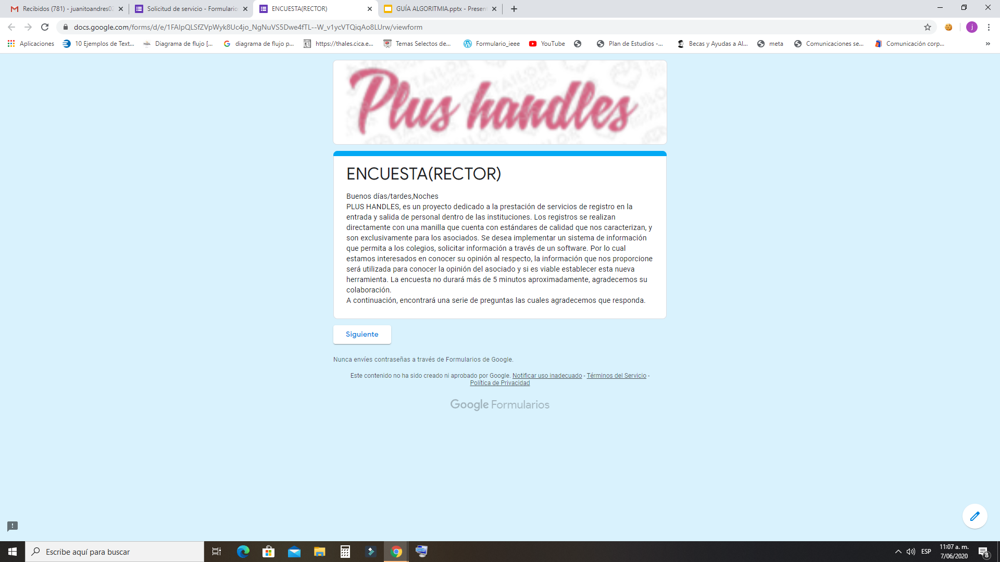 Recibidos (781) - juanitoandres02
Solicitud de servicio - Formulario
ENCUESTA(RECTOR)
GUÍA ALGORITMIA.pptx - Present
docs.google.com/forms/d/e/1FAIpQLSfZVpWyk8Uc4jo_NgNuVS5Dwe4fTL--W_v1ycVTQiqAo8LUrw/viewform
j
Aplicaciones
10 Ejemplos de Text...
Diagrama de flujo [...
diagrama de flujo p...
https://thales.cica.e...
Temas Selectos de...
Formulario_ieee
YouTube
Plan de Estudios -...
Becas y Ayudas a Al...
meta
Comunicaciones se...
Comunicación corp...
»
Plus handles
ENCUESTA(RECTOR)
Buenos días/tardes,Noches
PLUS HANDLES, es un proyecto dedicado a la prestación de servicios de registro en la
entrada y salida de personal dentro de las instituciones. Los registros se realizan
directamente con una manilla que cuenta con estándares de calidad que nos caracterizan, y
son exclusivamente para los asociados. Se desea implementar un sistema de información
que permita a los colegios, solicitar información a través de un software. Por lo cual
estamos interesados en conocer su opinión al respecto, la información que nos proporcione
será utilizada para conocer la opinión del asociado y si es viable establecer esta nueva
herramienta. La encuesta no durará más de 5 minutos aproximadamente, agradecemos su
colaboración.
A continuación, encontrará una serie de preguntas las cuales agradecemos que responda.
Siguiente
Nunca envíes contraseñas a través de Formularios de Google.
Este contenido no ha sido creado ni aprobado por Google. Notificar uso inadecuado - Términos del Servicio -
Política de Privacidad
Google Formularios
Escribe aquí para buscar
ESP
11:07 a. m.
7/06/2020
8